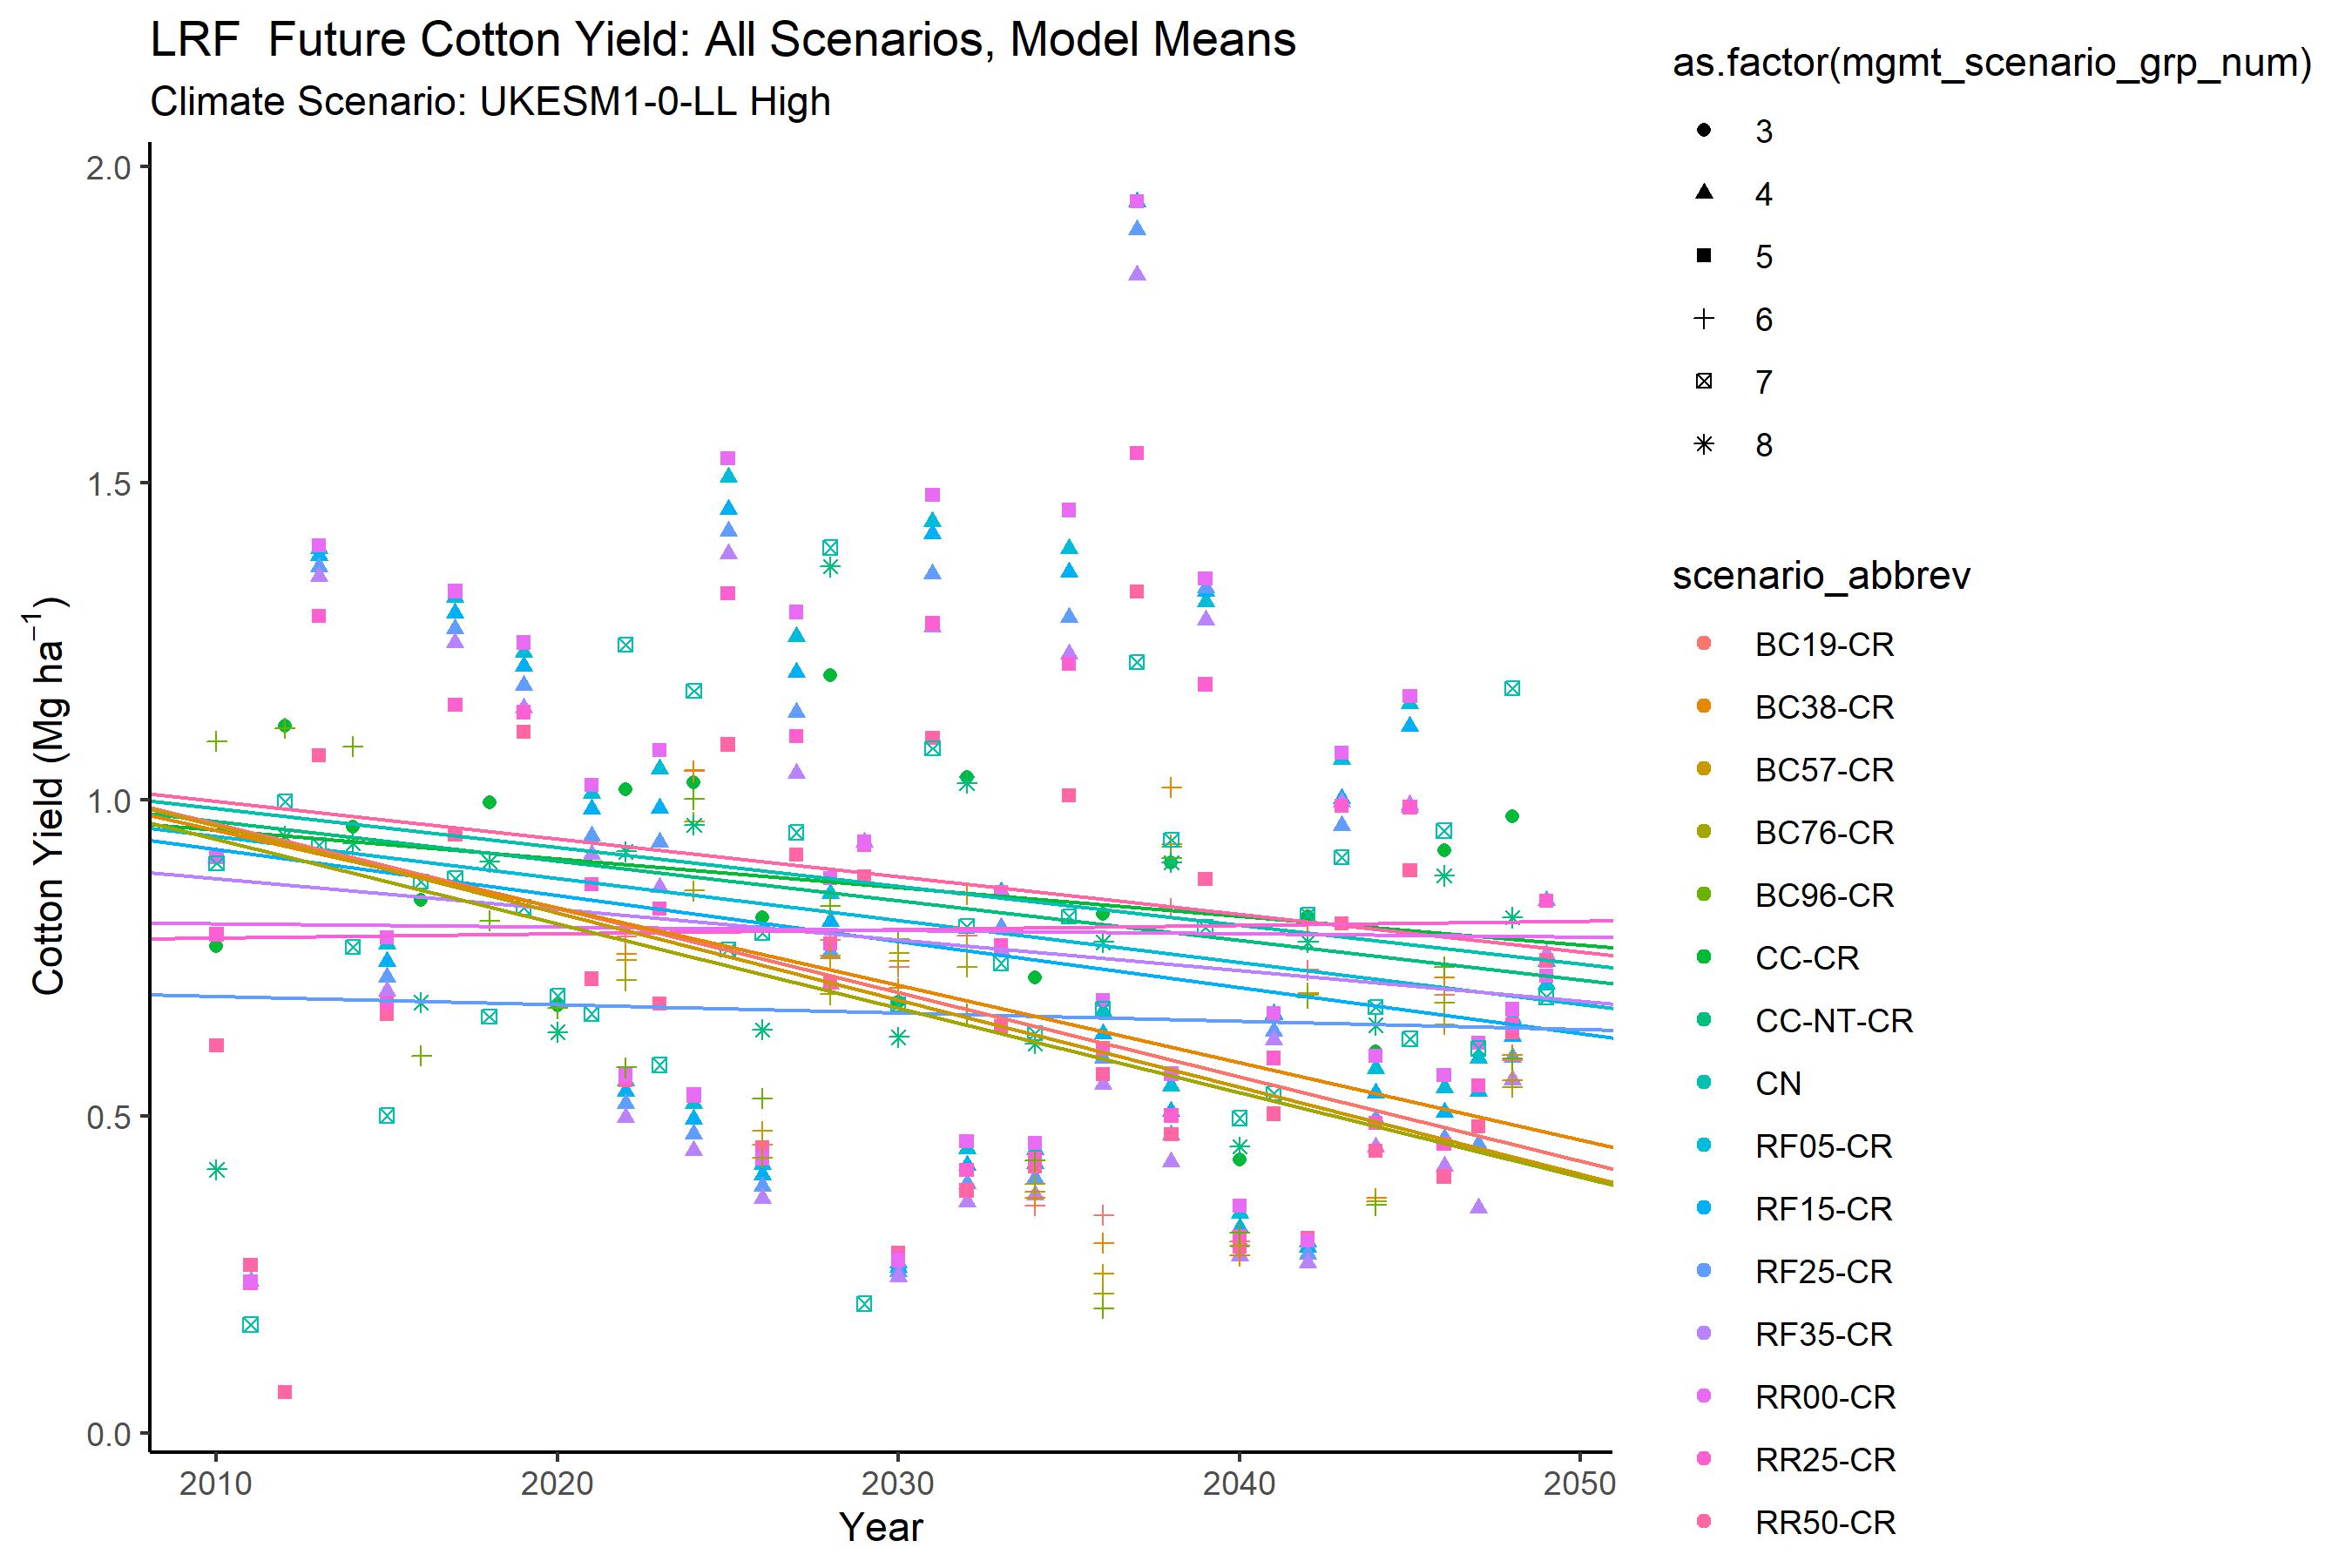 LRF  Future Cotton Yield: All Scenarios, Model Means
Climate Scenario: UKESM1-0-LL High
Cotton Yield (Mg ha⁻¹)
2.0
1.5
1.0
0.5
0.0
2010
2020
2030
2040
2050
Year
as.factor(mgmt_scenario_grp_num)
3
4
5
6
7
8
scenario_abbrev
BC19-CR
BC38-CR
BC57-CR
BC76-CR
BC96-CR
CC-CR
CC-NT-CR
CN
RF05-CR
RF15-CR
RF25-CR
RF35-CR
RR00-CR
RR25-CR
RR50-CR